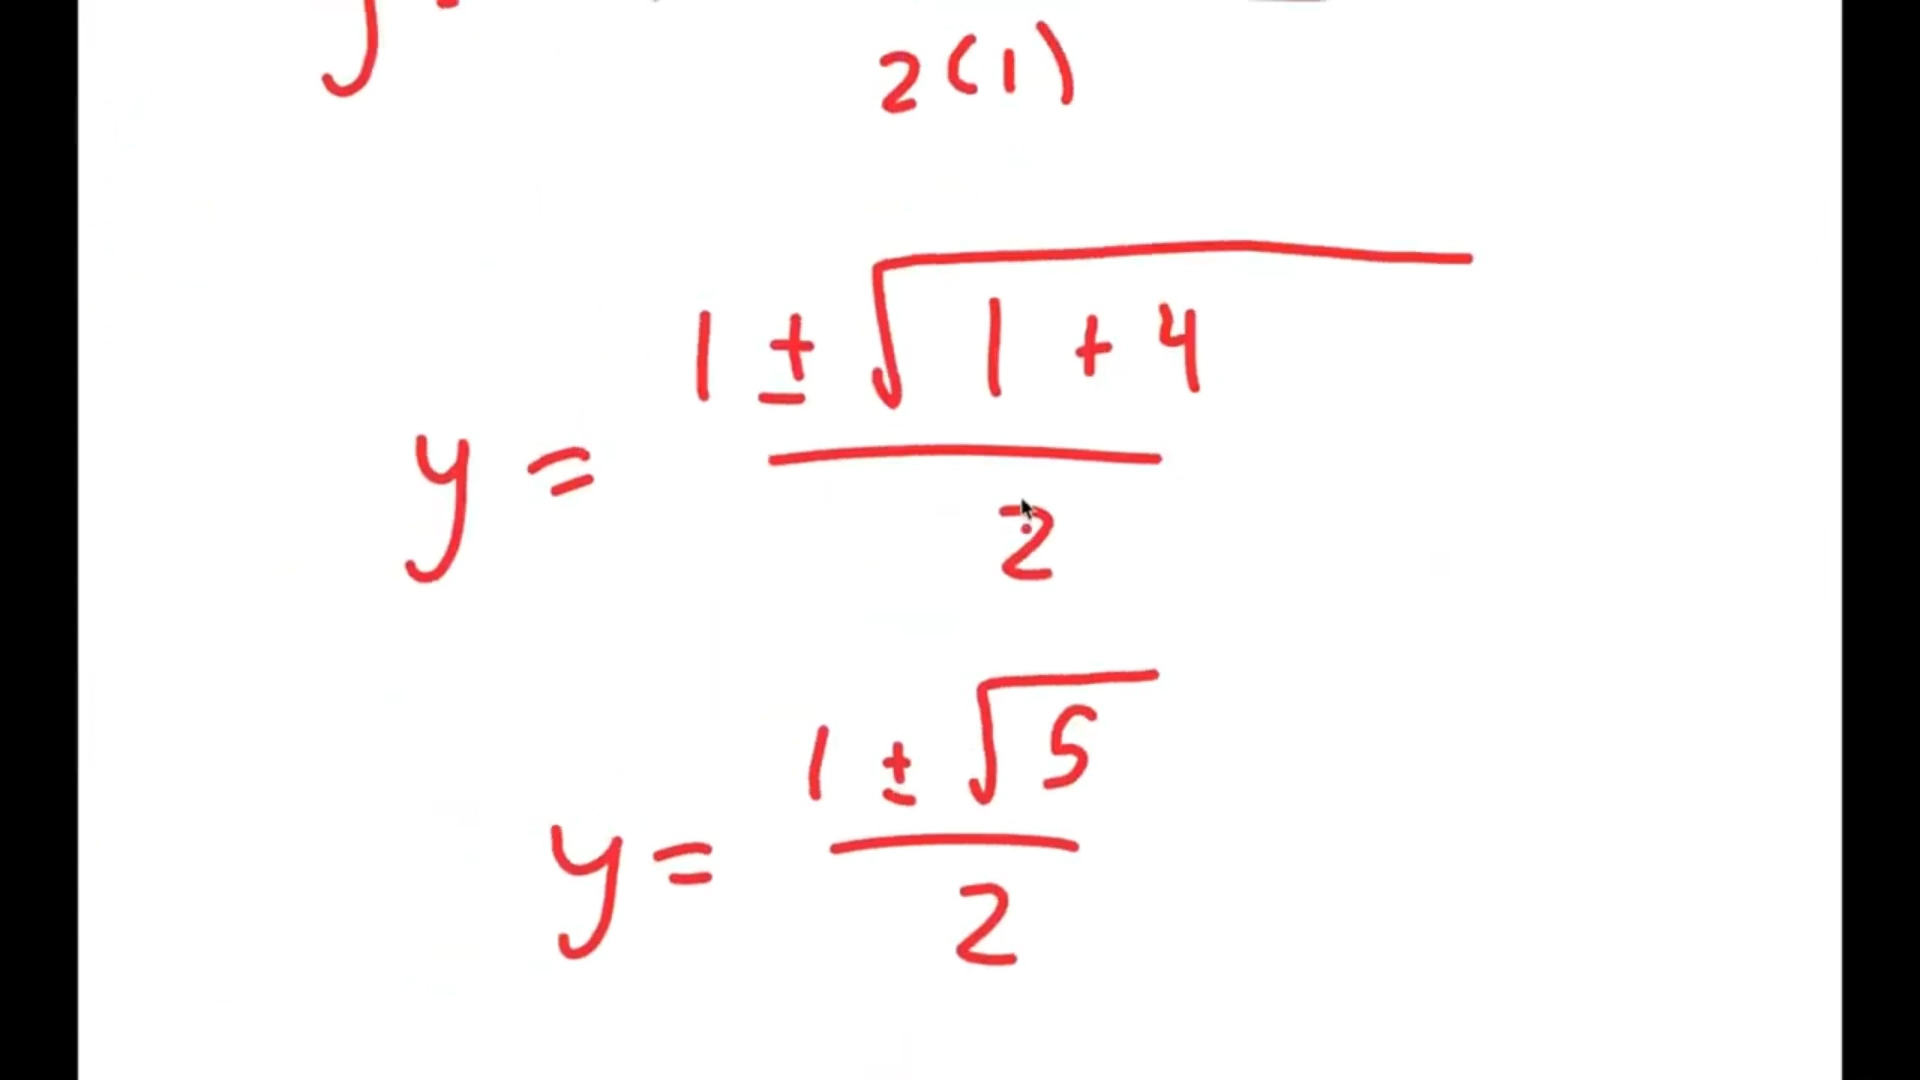 2(1)
y = 1 ± √1 + 4 / 2
y = 1 ± √5 / 2